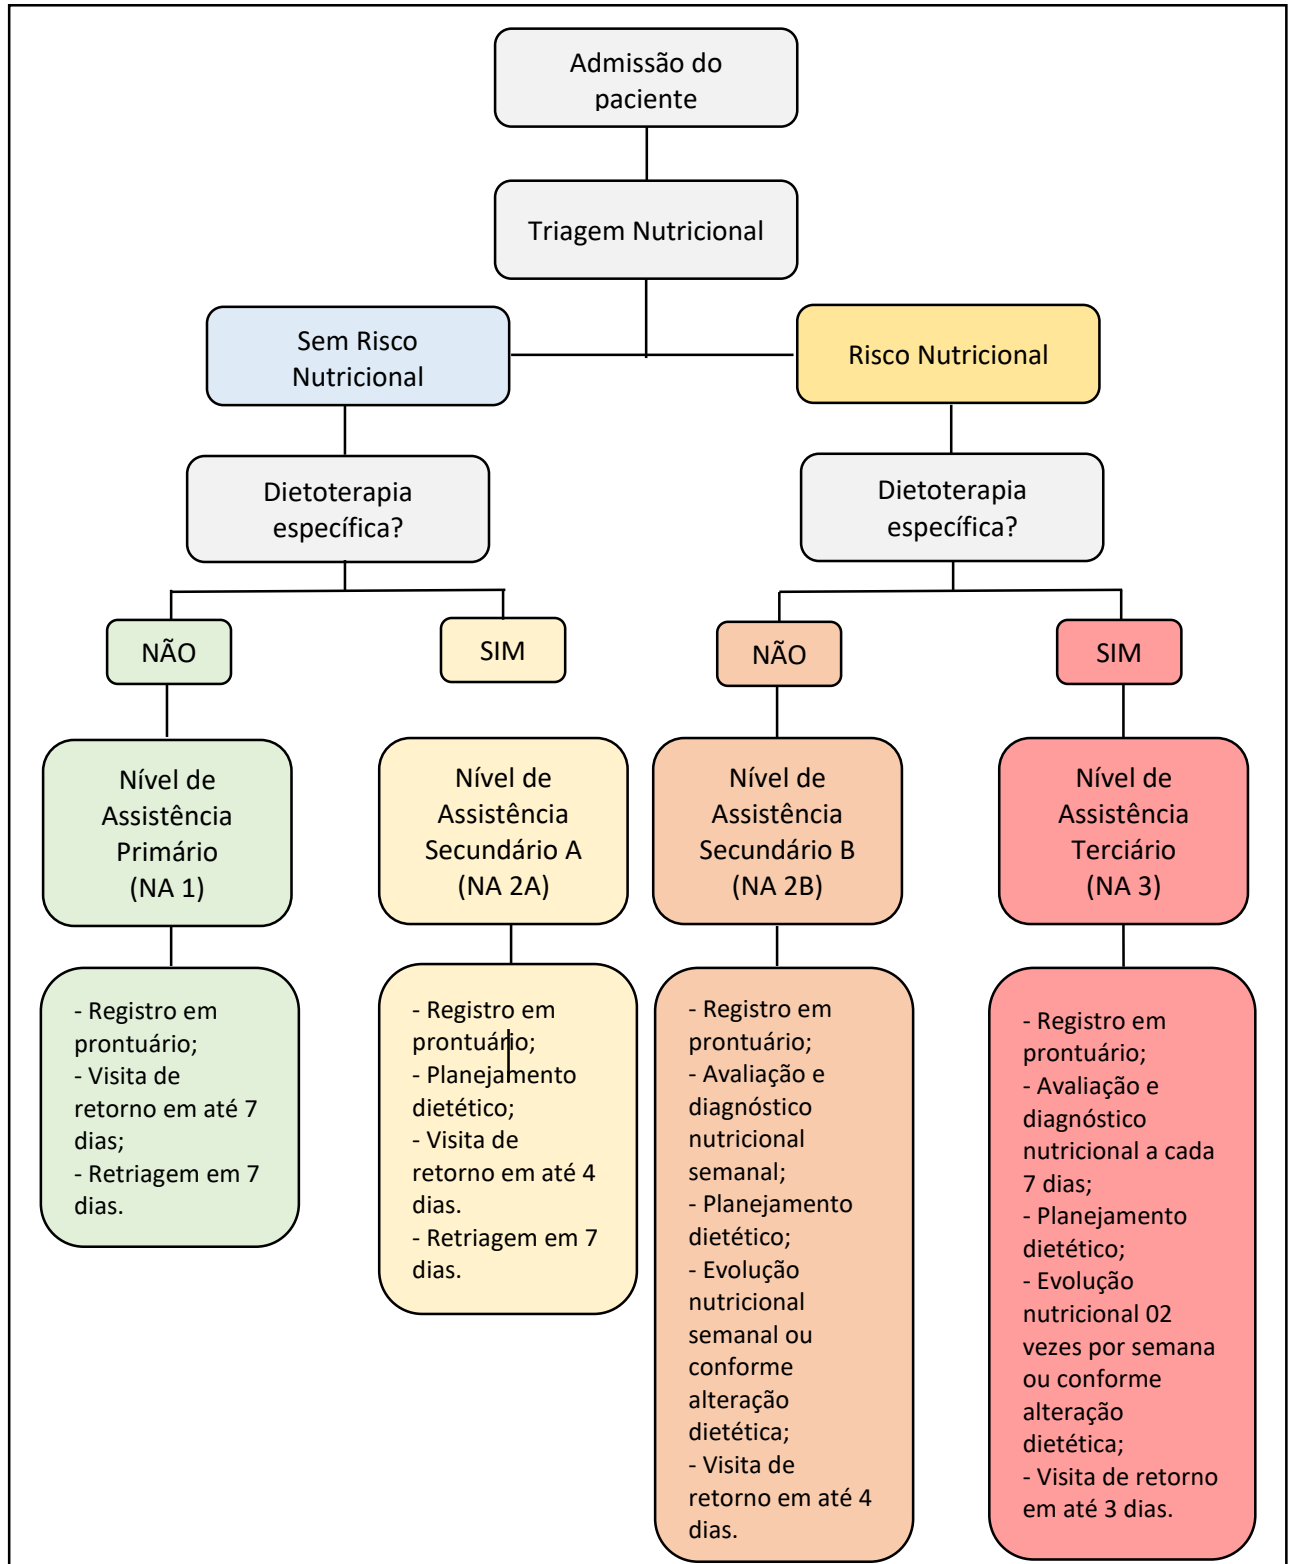 Admissão do
paciente
Triagem Nutricional
Sem Risco
Nutricional
Risco Nutricional
Dietoterapia
específica?
Dietoterapia
específica?
NÃO
SIM
NÃO
SIM
Nível de
Assistência
Primário
(NA 1)
Nível de
Assistência
Secundário A
(NA 2A)
Nível de
Assistência
Secundário B
(NA 2B)
Nível de
Assistência
Terciário
(NA 3)
- Registro em
prontuário;
- Visita de
retorno em até 7
dias;
- Retriagem em 7
dias.
- Registro em
prontuário;
- Planejamento
dietético;
- Visita de
retorno em até 4
dias.
- Retriagem em 7
dias.
- Registro em
prontuário;
- Avaliação e
diagnóstico
nutricional
semanal;
- Planejamento
dietético;
- Evolução
nutricional
semanal ou
conforme
alteração
dietética;
- Visita de
retorno em até 4
dias.
- Registro em
prontuário;
- Avaliação e
diagnóstico
nutricional a cada
7 dias;
- Planejamento
dietético;
- Evolução
nutricional 02
vezes por semana
ou conforme
alteração
dietética;
- Visita de retorno
em até 3 dias.